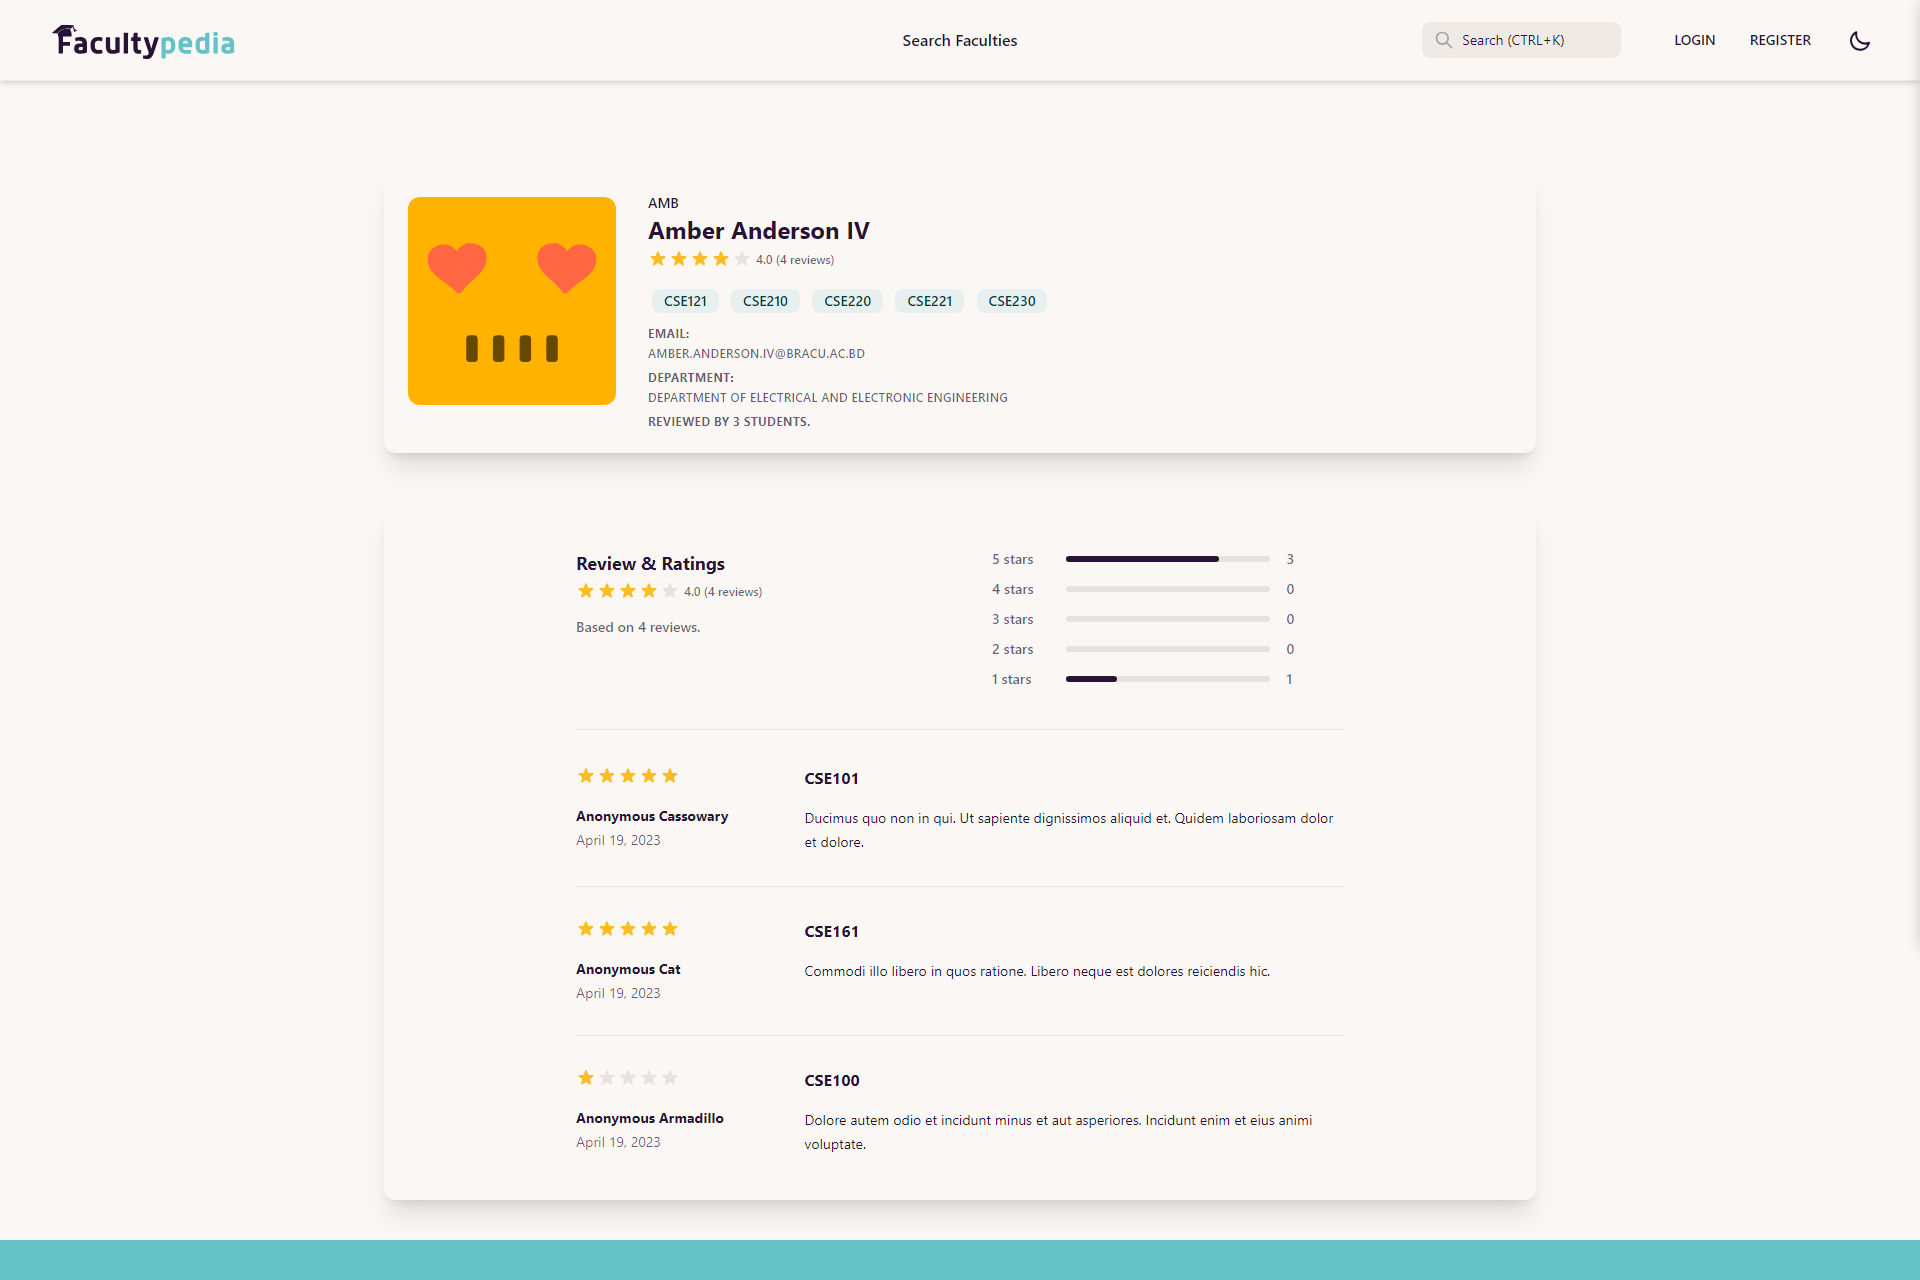 Facultypedia
Search Faculties
Search (CTRL+K)
LOGIN
REGISTER
AMB
Amber Anderson IV
4.0 (4 reviews)
CSE121 CSE210 CSE220 CSE221 CSE230
EMAIL:
AMBER.ANDERSON.IV@BRACU.AC.BD
DEPARTMENT:
DEPARTMENT OF ELECTRICAL AND ELECTRONIC ENGINEERING
REVIEWED BY 3 STUDENTS.
Review & Ratings
4.0 (4 reviews)
Based on 4 reviews.
5 stars 3
4 stars 0
3 stars 0
2 stars 0
1 stars 1
CSE101
Anonymous Cassowary
April 19, 2023
Ducimus quo non in qui. Ut sapiente dignissimos aliquid et. Quidem laboriosam dolor
et dolore.
CSE161
Anonymous Cat
April 19, 2023
Commodi illo libero in quos ratione. Libero neque est dolores reiciendis hic.
CSE100
Anonymous Armadillo
April 19, 2023
Dolore autem odio et incidunt minus et aut asperiores. Incidunt enim et eius animi
voluptate.